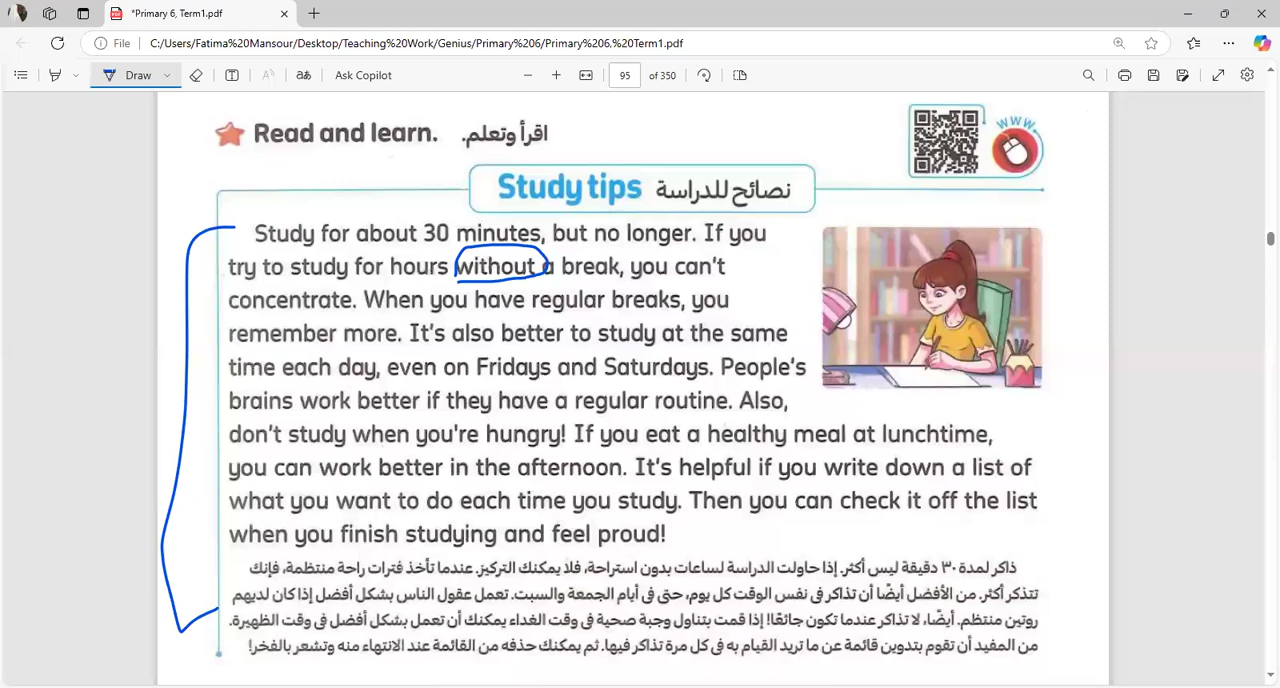 *Primary 6, Term1.pdf
File
C:/Users/Fatima%20Mansour/Desktop/Teaching%20Work/Genius/Primary%206/Primary%206.%20Term1.pdf
Draw
Ask Copilot
95 of 350
Read and learn. اقرأ وتعلم.
www
Study tips نصائح للدراسة
Study for about 30 minutes, but no longer. If you
try to study for hours without a break, you can't
concentrate. When you have regular breaks, you
remember more. It's also better to study at the same
time each day, even on Fridays and Saturdays. People's
brains work better if they have a regular routine. Also,
don't study when you're hungry! If you eat a healthy meal at lunchtime,
you can work better in the afternoon. It's helpful if you write down a list of
what you want to do each time you study. Then you can check it off the list
when you finish studying and feel proud!
ذاكر لمدة ٣٠ دقيقة ليس أكثر. إذا حاولت الدراسة لساعات بدون استراحة، فلا يمكنك التركيز. عندما تأخذ فترات راحة منتظمة، فإنك
تتذكر أكثر. من الأفضل أيضًا أن تذاكر فى نفس الوقت كل يوم، حتى فى أيام الجمعة والسبت. تعمل عقول الناس بشكل أفضل إذا كان لديهم
روتين منتظم. أيضًا، لا تذاكر عندما تكون جائعًا! إذا قمت بتناول وجبة صحية فى وقت الغداء يمكنك أن تعمل بشكل أفضل فى وقت الظهيرة.
من المفيد أن تقوم بتدوين قائمة عن ما تريد القيام به فى كل مرة تذاكر فيها. ثم يمكنك حذفه من القائمة عند الانتهاء منه وتشعر بالفخر!